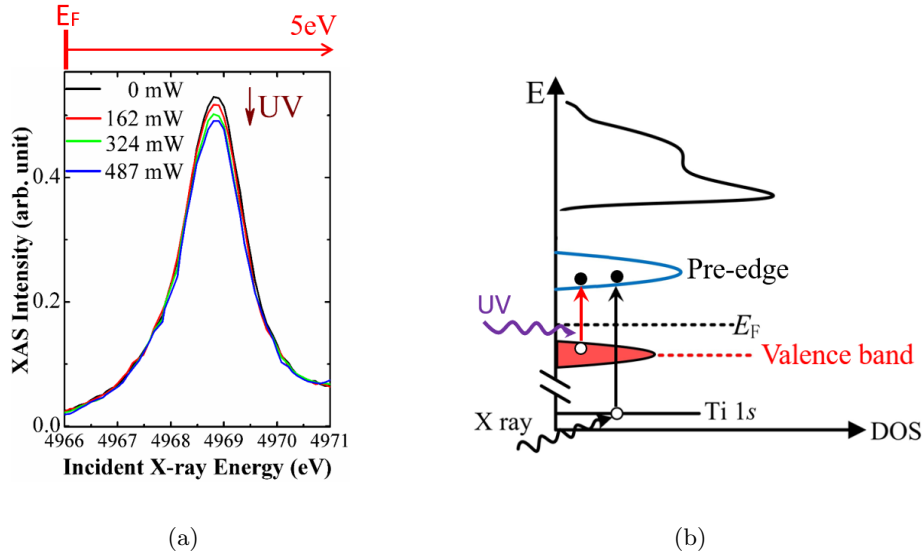 E_F
5eV
0 mW
162 mW
324 mW
487 mW
UV
0.4
0.2
0.0
XAS Intensity (arb. unit)
4966 4967 4968 4969 4970 4971
Incident X-ray Energy (eV)
(a)
E
Pre-edge
UV
E_F
Valence band
X ray
Ti 1s
DOS
(b)